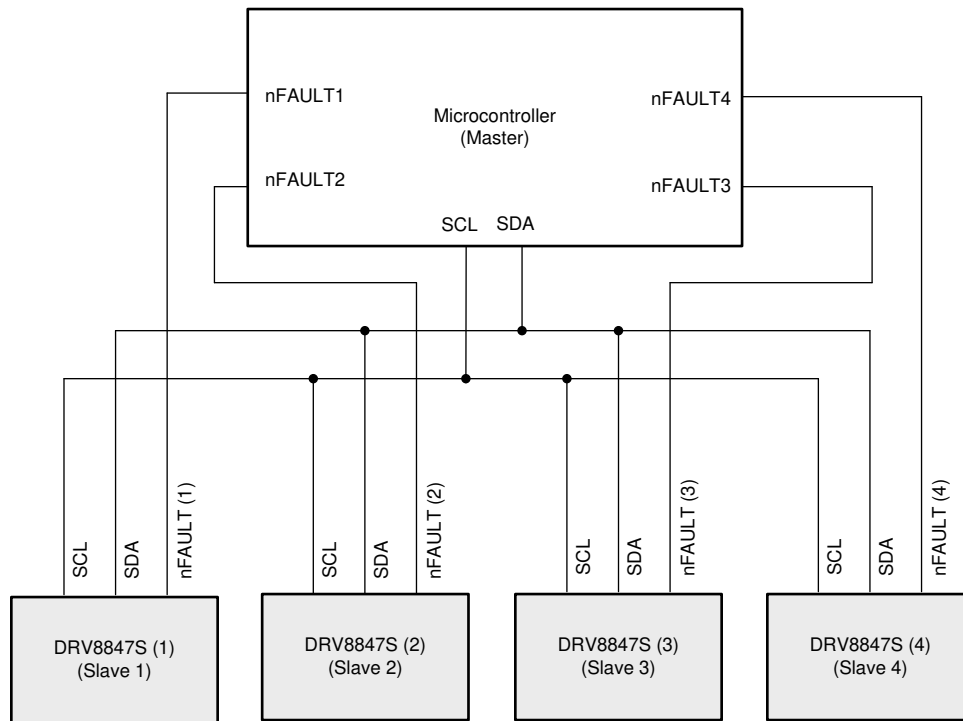 nFAULT1
nFAULT4
Microcontroller
(Master)
nFAULT2
nFAULT3
SCL
SDA
SCL
SDA
nFAULT (1)
SCL
SDA
nFAULT (2)
SCL
SDA
nFAULT (3)
SCL
SDA
nFAULT (4)
DRV8847S (1)
(Slave 1)
DRV8847S (2)
(Slave 2)
DRV8847S (3)
(Slave 3)
DRV8847S (4)
(Slave 4)